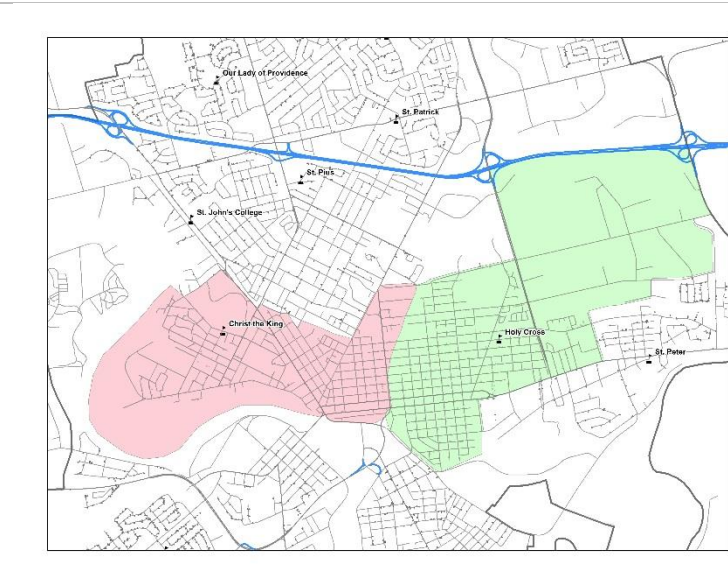 Our Lady of Providence
St. Patrick
St. Pius
St. John's College
Christ the King
Holy Cross
St. Peter